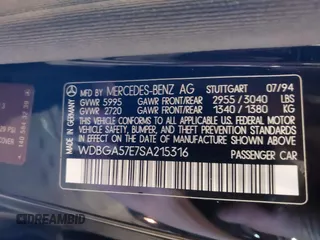 MFD. BY MERCEDES-BENZ AG STUTTGART 07/94
GVWR 5995 GAWR FRONT/REAR 2955/3040 LBS
GVWR 2720 GAWR FRONT/REAR 1340/1380 KG
THIS CAR CONFORMS TO ALL APPLICABLE U.S.
FEDERAL MOTOR VEHICLE SAFETY, BUMPER
AND THEFT PREVENTION STANDARDS IN EFFECT
ON THE DATE OF MANUFACTURE SHOWN ABOVE
WDBGA57E7SA215316 PASSENGER CAR
MADE IN GERMANY
DREAMBID